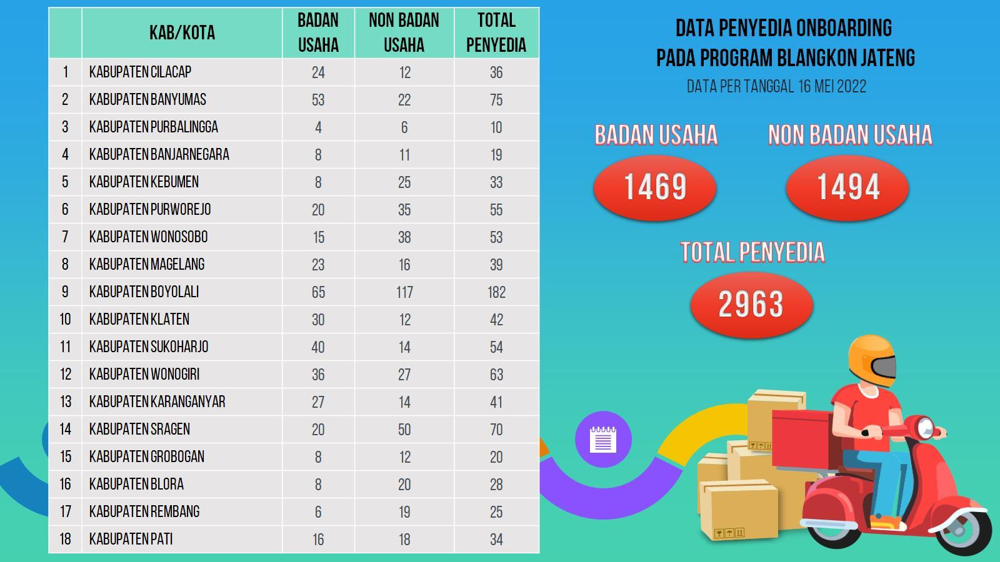 KAB/KOTA BADAN USAHA NON BADAN USAHA TOTAL PENYEDIA
1 KABUPATEN CILACAP 24 12 36
2 KABUPATEN BANYUMAS 53 22 75
3 KABUPATEN PURBALINGGA 4 6 10
4 KABUPATEN BANJARNEGARA 8 11 19
5 KABUPATEN KEBUMEN 8 25 33
6 KABUPATEN PURWOREJO 20 35 55
7 KABUPATEN WONOSOBO 15 38 53
8 KABUPATEN MAGELANG 23 16 39
9 KABUPATEN BOYOLALI 65 117 182
10 KABUPATEN KLATEN 30 12 42
11 KABUPATEN SUKOHARJO 40 14 54
12 KABUPATEN WONOGIRI 36 27 63
13 KABUPATEN KARANGANYAR 27 14 41
14 KABUPATEN SRAGEN 20 50 70
15 KABUPATEN GROBOGAN 8 12 20
16 KABUPATEN BLORA 8 20 28
17 KABUPATEN REMBANG 6 19 25
18 KABUPATEN PATI 16 18 34
DATA PENYEDIA ONBOARDING
PADA PROGRAM BLANGKON JATENG
DATA PER TANGGAL 16 MEI 2022
BADAN USAHA NON BADAN USAHA
1469 1494
TOTAL PENYEDIA
2963